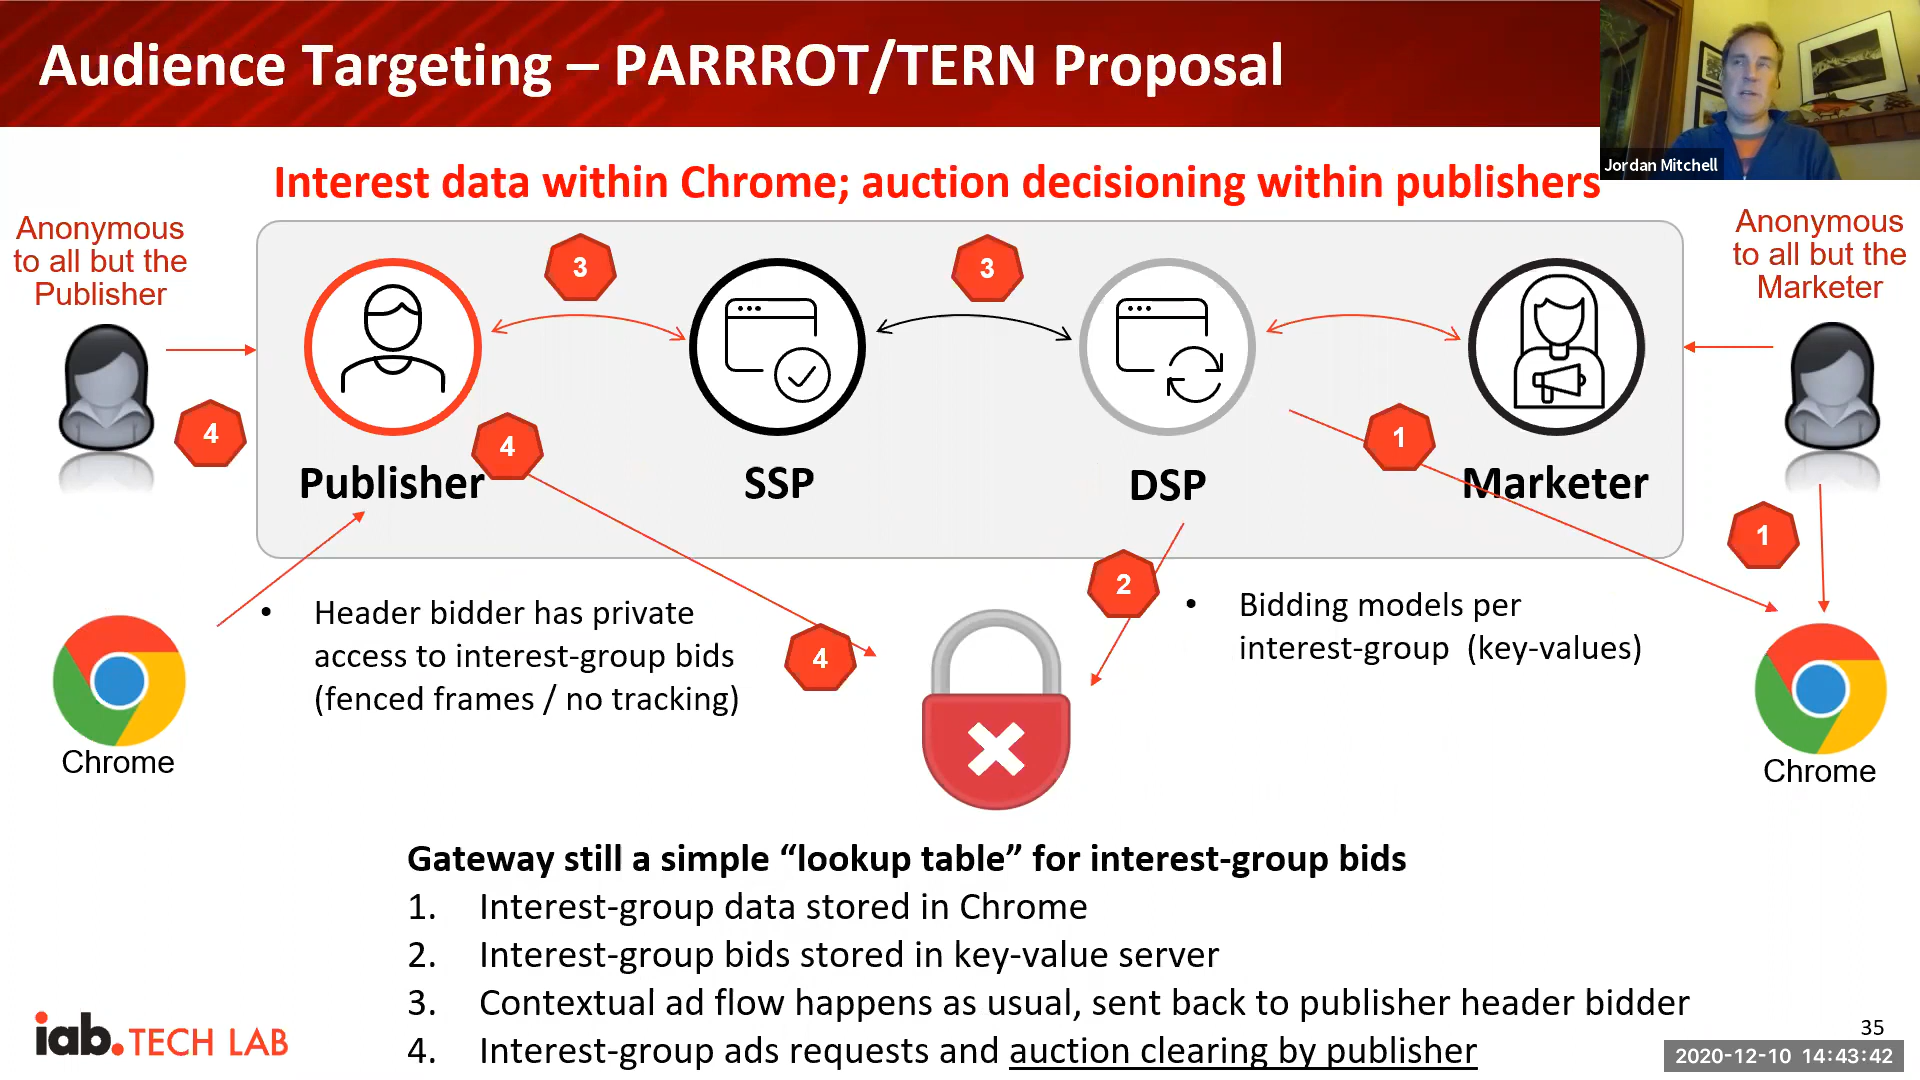 Audience Targeting – PARRROT/TERN Proposal
Jordan Mitchell
Interest data within Chrome; auction decisioning within publishers
Anonymous
to all but the
Publisher
Anonymous
to all but the
Marketer
3
3
4
4
1
Publisher
SSP
DSP
Marketer
1
2
4
• Header bidder has private
access to interest-group bids
(fenced frames / no tracking)
• Bidding models per
interest-group (key-values)
Chrome
Chrome
Gateway still a simple “lookup table” for interest-group bids
1. Interest-group data stored in Chrome
2. Interest-group bids stored in key-value server
3. Contextual ad flow happens as usual, sent back to publisher header bidder
4. Interest-group ads requests and auction clearing by publisher
iab.TECH LAB
35
2020-12-10 14:43:42